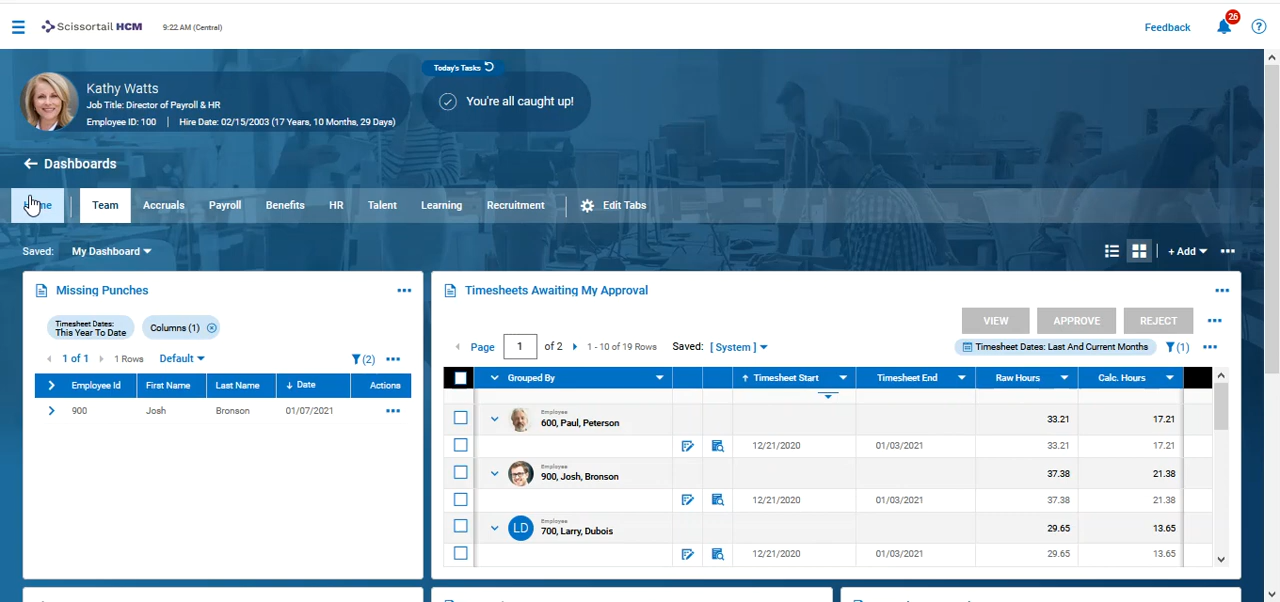 Scissortail HCM
9:22 AM (Central)
Feedback
26
?
Kathy Watts
Job Title: Director of Payroll & HR
Employee ID: 100 | Hire Date: 02/15/2003 (17 Years, 10 Months, 29 Days)
Today's Tasks
You're all caught up!
Dashboards
Team Accruals Payroll Benefits HR Talent Learning Recruitment Edit Tabs
Saved: My Dashboard
+ Add
Missing Punches
Timesheet Dates:
This Year To Date
Columns (1)
1 of 1 1 Rows Default (2)
Employee Id First Name Last Name Date Actions
900 Josh Bronson 01/07/2021
Timesheets Awaiting My Approval
VIEW APPROVE REJECT
Page 1 of 2 1 - 10 of 19 Rows Saved: [ System ] Timesheet Dates: Last And Current Months (1)
Grouped By Timesheet Start Timesheet End Raw Hours Calc. Hours
Employee
600, Paul, Peterson 33.21 17.21
12/21/2020 01/03/2021 33.21 17.21
Employee
900, Josh, Bronson 37.38 21.38
12/21/2020 01/03/2021 37.38 21.38
LD
Employee
700, Larry, Dubois 29.65 13.65
12/21/2020 01/03/2021 29.65 13.65